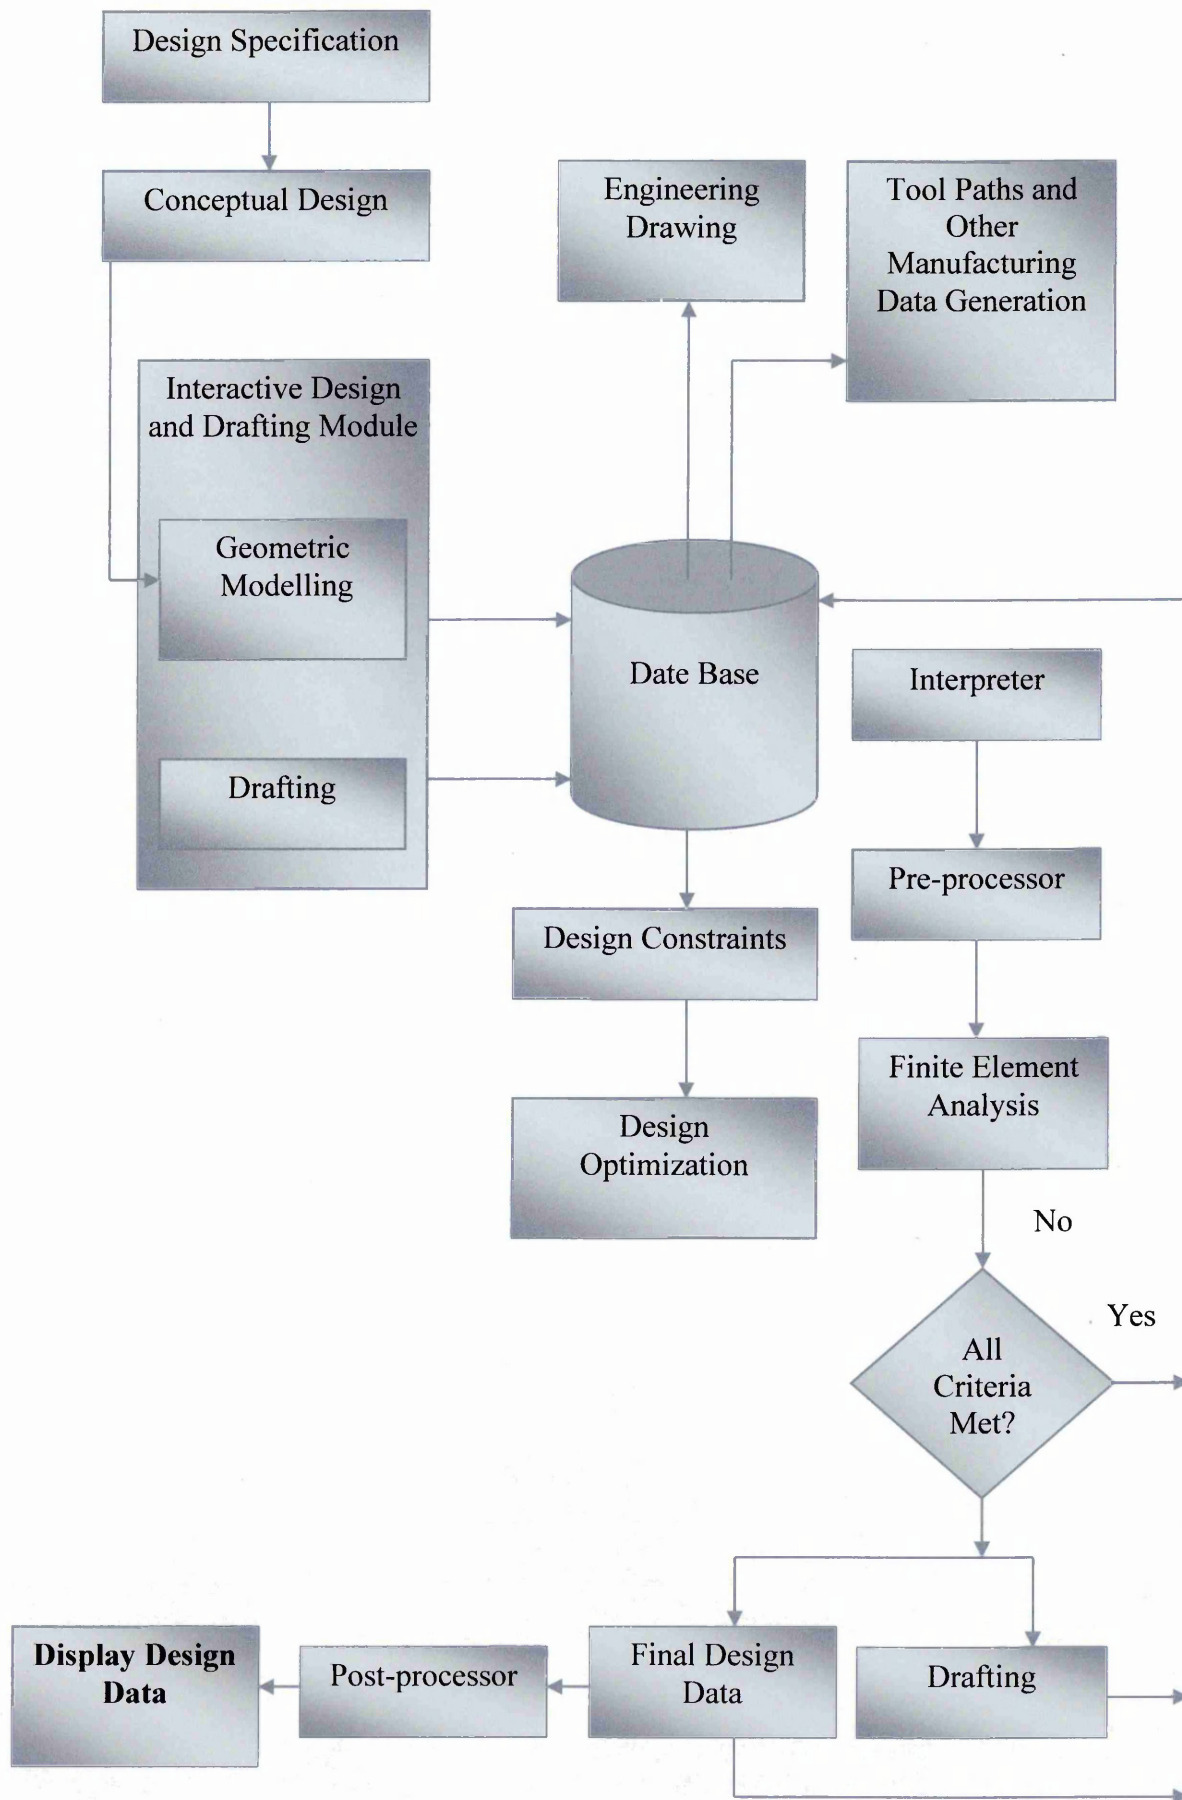 Design Specification
Conceptual Design
Engineering
Drawing
Tool Paths and
Other
Manufacturing
Data Generation
Interactive Design
and Drafting Module
Geometric
Modelling
Drafting
Date Base
Interpreter
Pre-processor
Design Constraints
Finite Element
Analysis
Design
Optimization
No
Yes
All
Criteria
Met?
Display Design
Data
Post-processor
Final Design
Data
Drafting